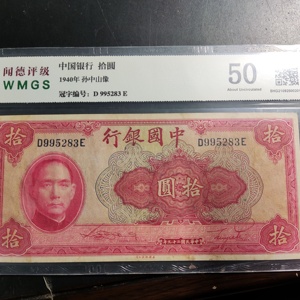 闻德评级
WMGS
中国银行 拾圆
1940年 孙中山像
冠字编号: D 995283 E
50
About Uncirculated
行銀國中
D995283E
D995283E
拾
拾
圓拾
拾
拾